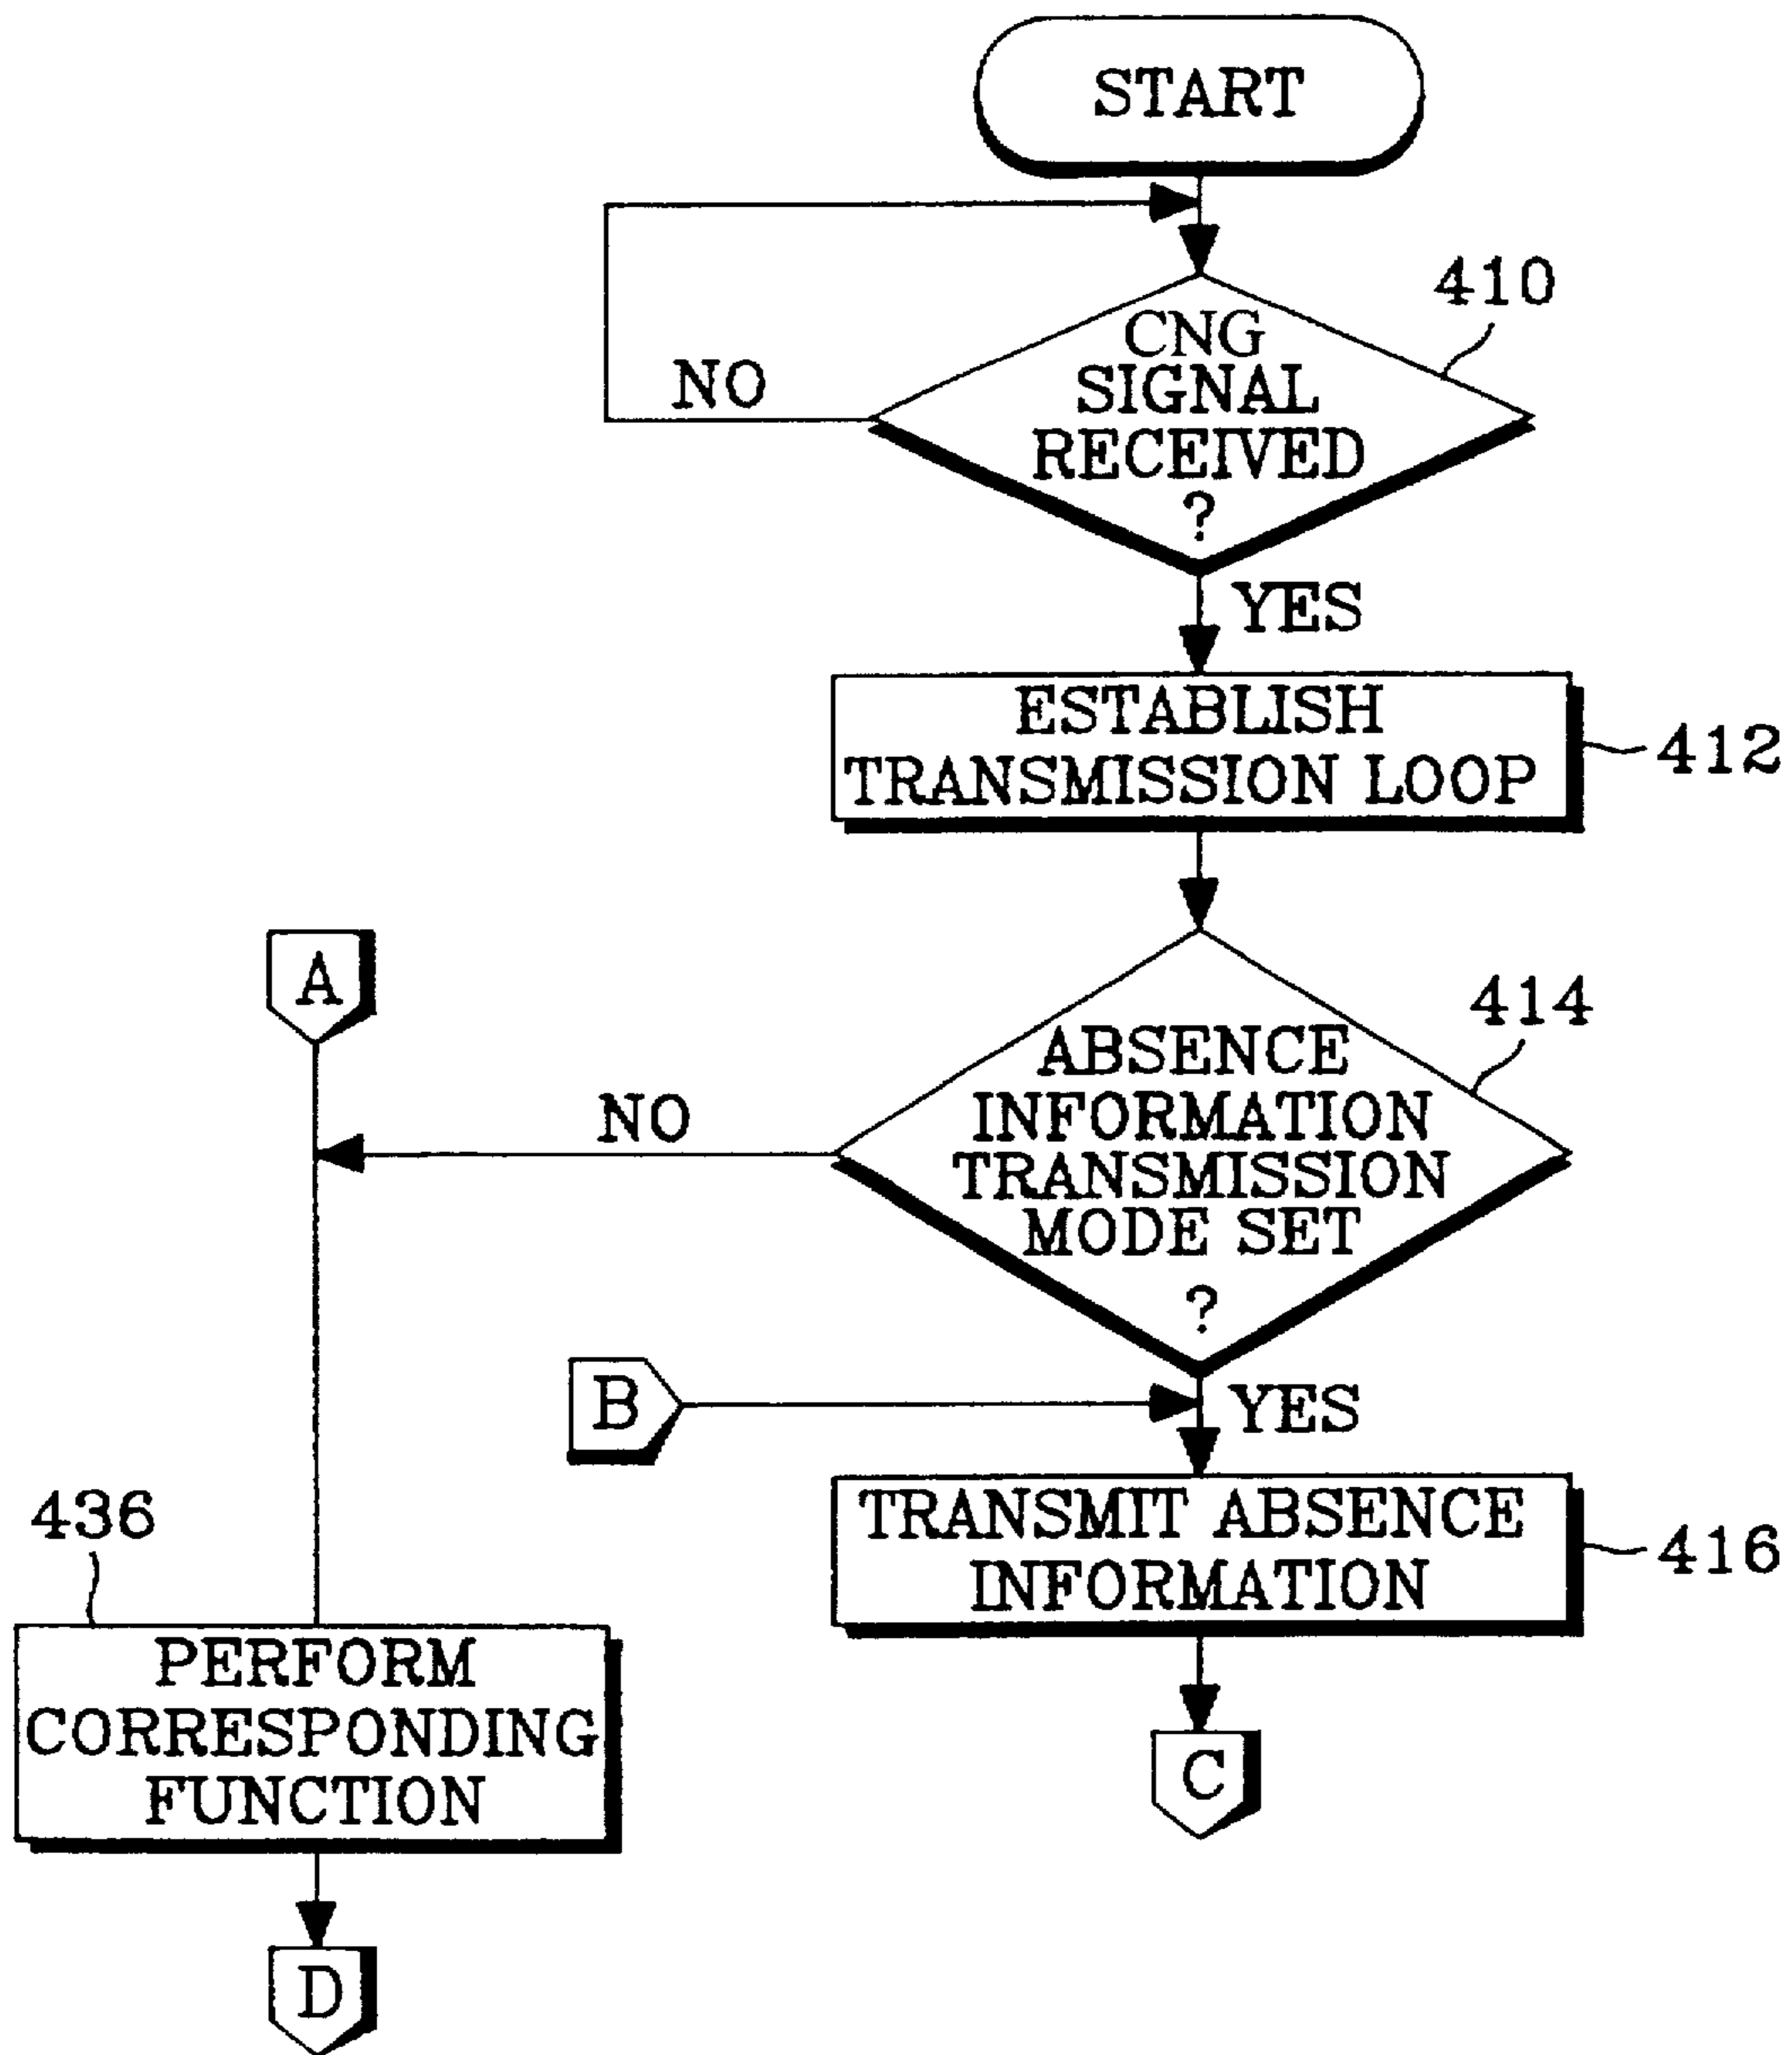 START
410
CNG
SIGNAL
RECEIVED
?
NO
YES
ESTABLISH
TRANSMISSION LOOP
412
A
414
ABSENCE
INFORMATION
TRANSMISSION
MODE SET
?
NO
B
YES
436
TRANSMIT ABSENCE
INFORMATION
416
PERFORM
CORRESPONDING
FUNCTION
C
D